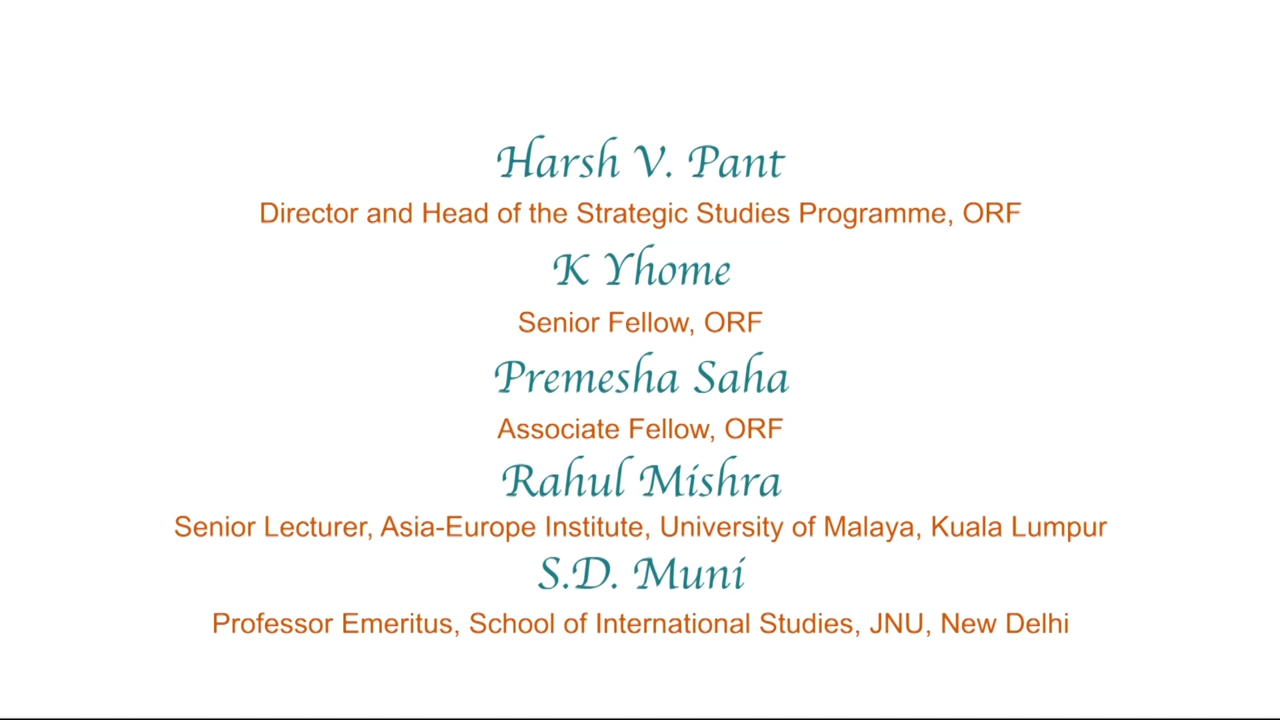 Harsh V. Pant
Director and Head of the Strategic Studies Programme, ORF
K Yhome
Senior Fellow, ORF
Premesha Saha
Associate Fellow, ORF
Rahul Mishra
Senior Lecturer, Asia-Europe Institute, University of Malaya, Kuala Lumpur
S.D. Muni
Professor Emeritus, School of International Studies, JNU, New Delhi